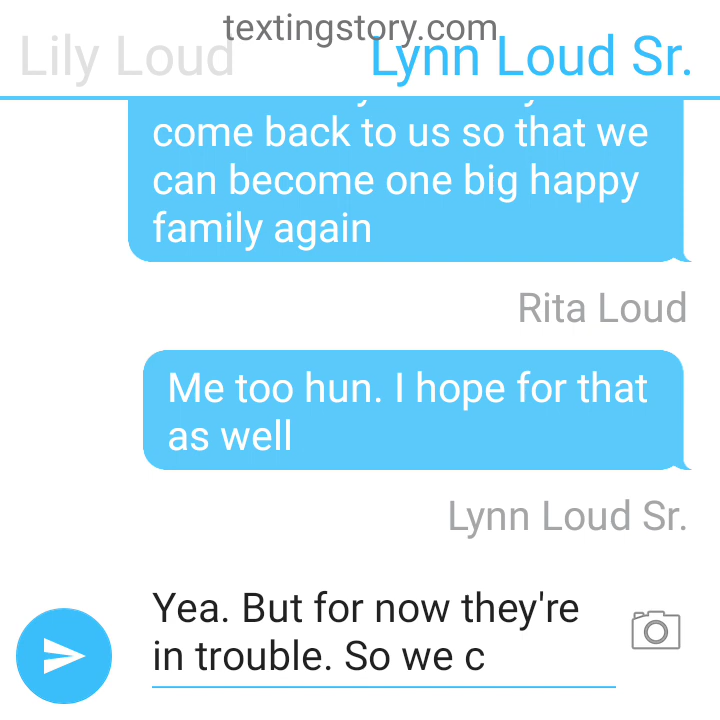 textingstory.com
Lily Loud Lynn Loud Sr.
come back to us so that we
can become one big happy
family again
Rita Loud
Me too hun. I hope for that
as well
Lynn Loud Sr.
Yea. But for now they're
in trouble. So we c